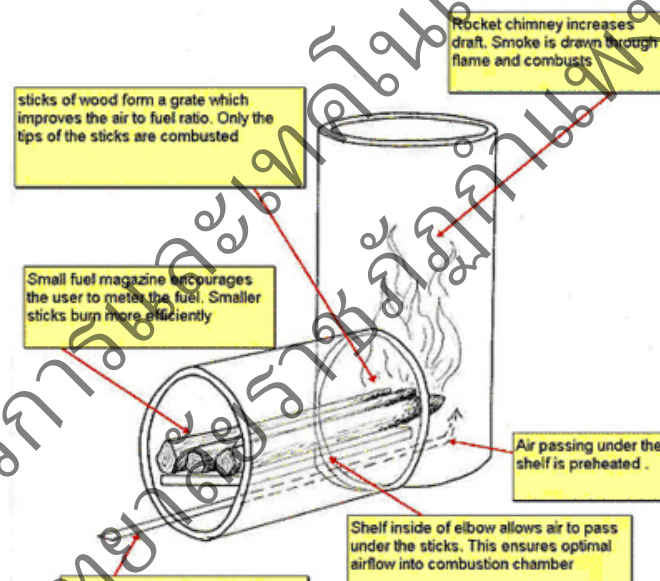 Rocket chimney increases
draft. Smoke is drawn through
flame and combusts
sticks of wood form a grate which
improves the air to fuel ratio. Only the
tips of the sticks are combusted
Small fuel magazine encourages
the user to meter the fuel. Smaller
sticks burn more efficiently
Air passing under the
shelf is preheated .
Shelf inside of elbow allows air to pass
under the sticks. This ensures optimal
airflow into combustion chamber